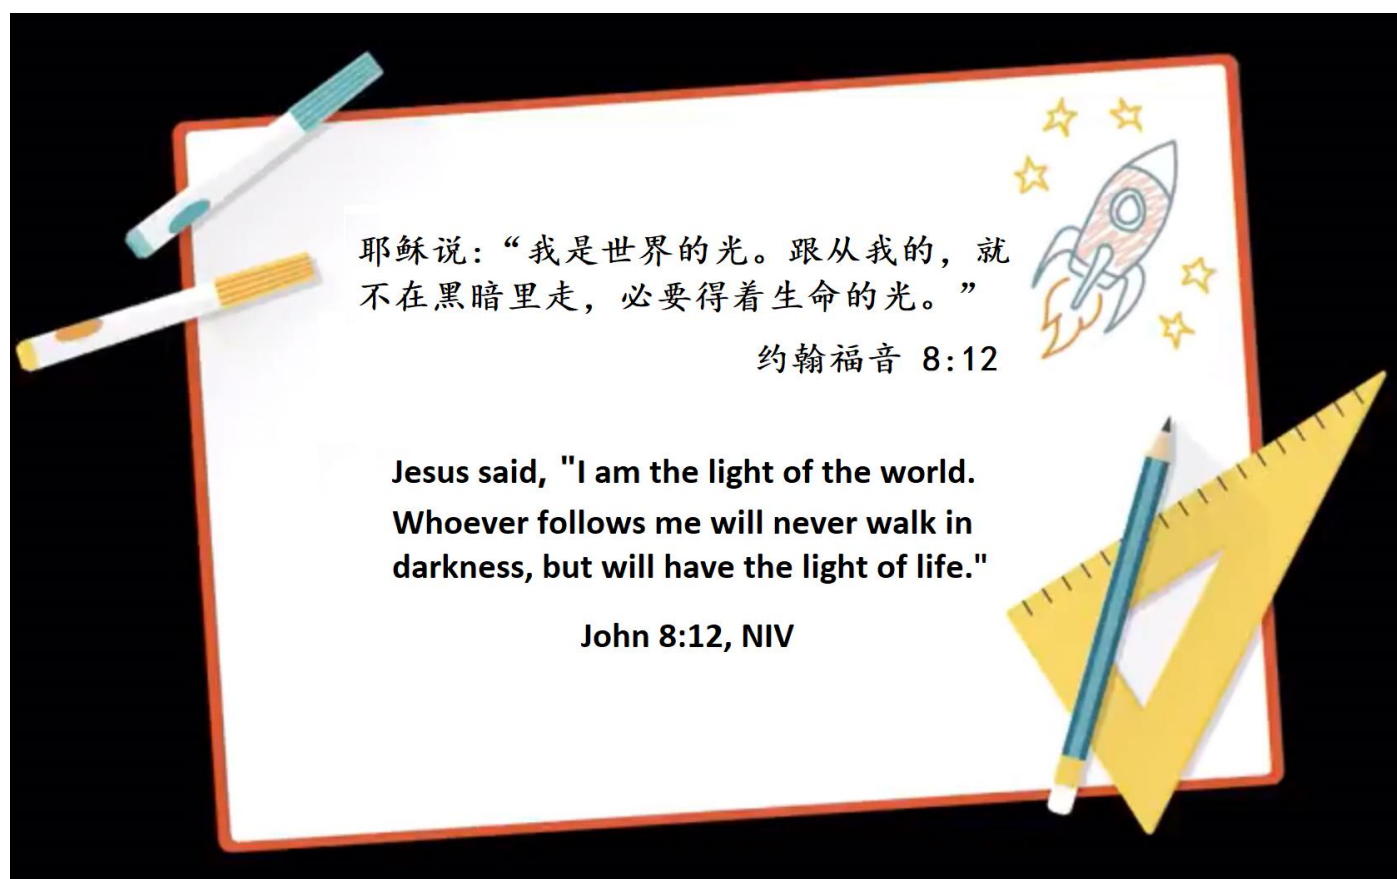 耶稣说：“我是世界的光。跟从我的，就
不在黑暗里走，必要得着生命的光。”
约翰福音 8:12
Jesus said, "I am the light of the world.
Whoever follows me will never walk in
darkness, but will have the light of life."
John 8:12, NIV